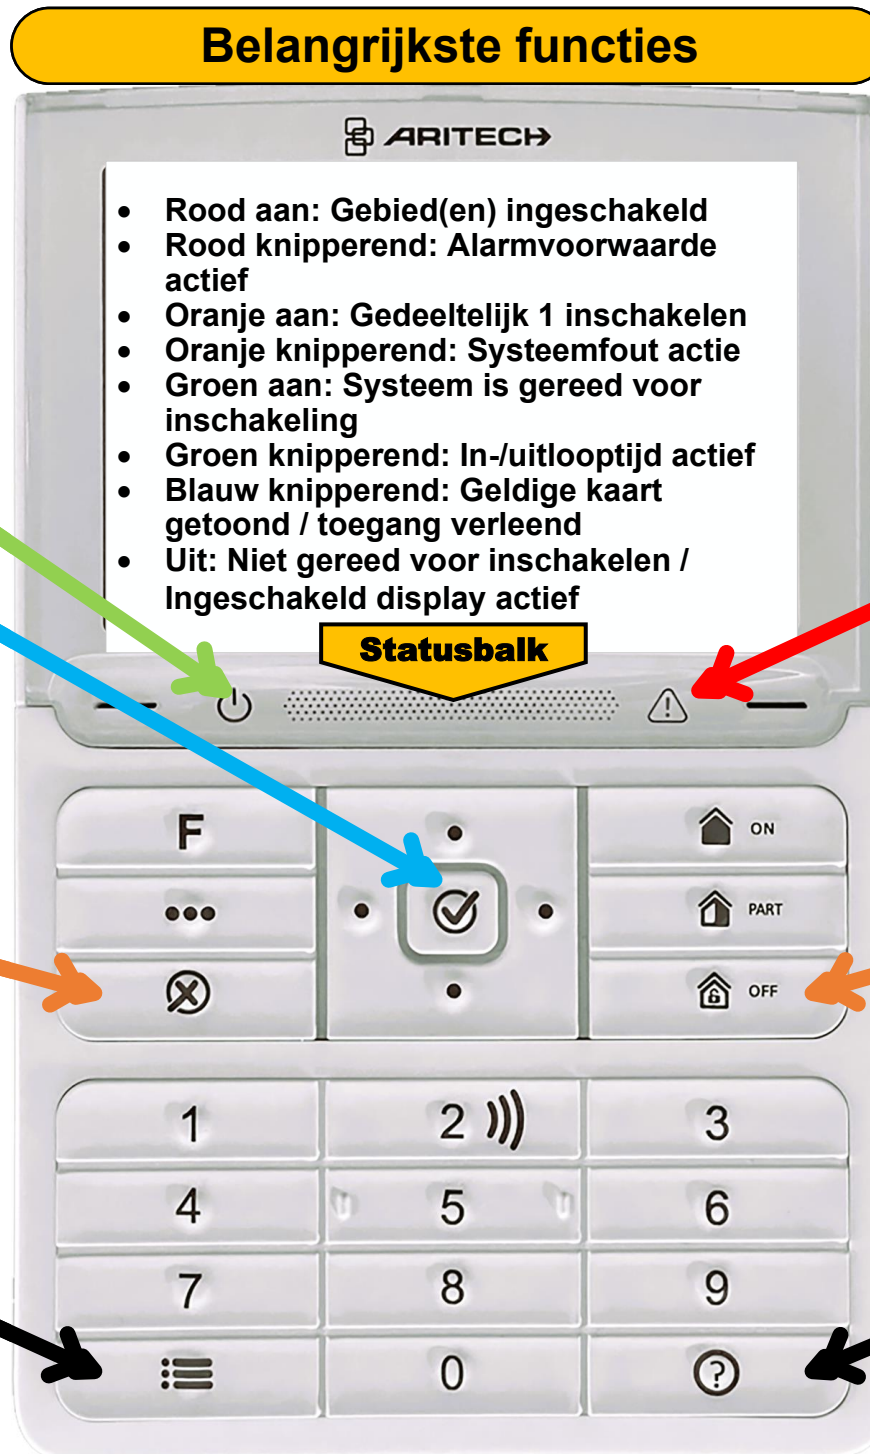 Belangrijkste functies
ARITECH
• Rood aan: Gebied(en) ingeschakeld
• Rood knipperend: Alarmvoorwaarde
actief
• Oranje aan: Gedeeltelijk 1 inschakelen
• Oranje knipperend: Systeemfout actie
• Groen aan: Systeem is gereed voor
inschakeling
• Groen knipperend: In-/uitlooptijd actief
• Blauw knipperend: Geldige kaart
getoond / toegang verleend
• Uit: Niet gereed voor inschakelen /
Ingeschakeld display actief
Statusbalk
F
ON
PART
OFF
1 2 3
4 5 6
7 8 9
0 ?